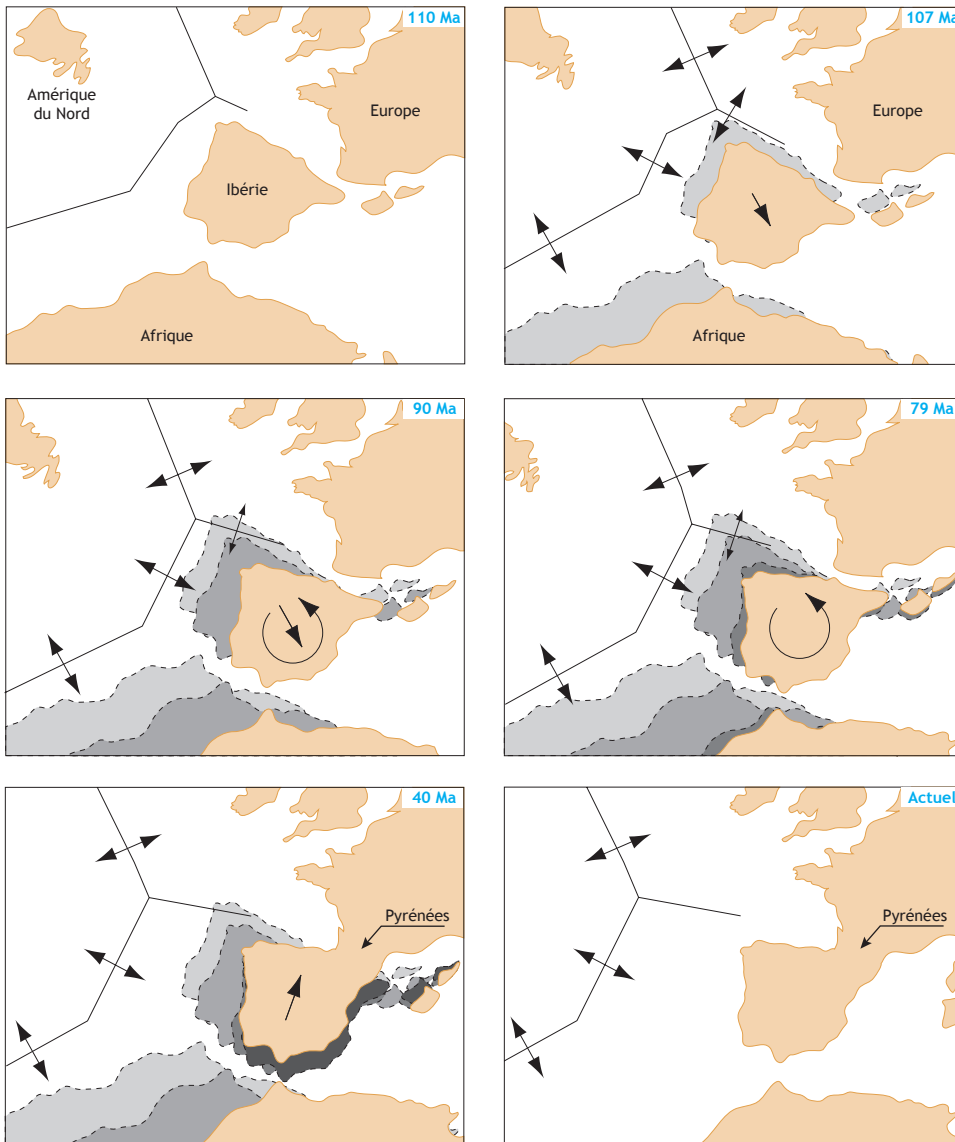 110 Ma
Amérique
du Nord
Europe
Ibérie
Afrique
107 Ma
Europe
Afrique
90 Ma
79 Ma
40 Ma
Pyrénées
Actuel
Pyrénées